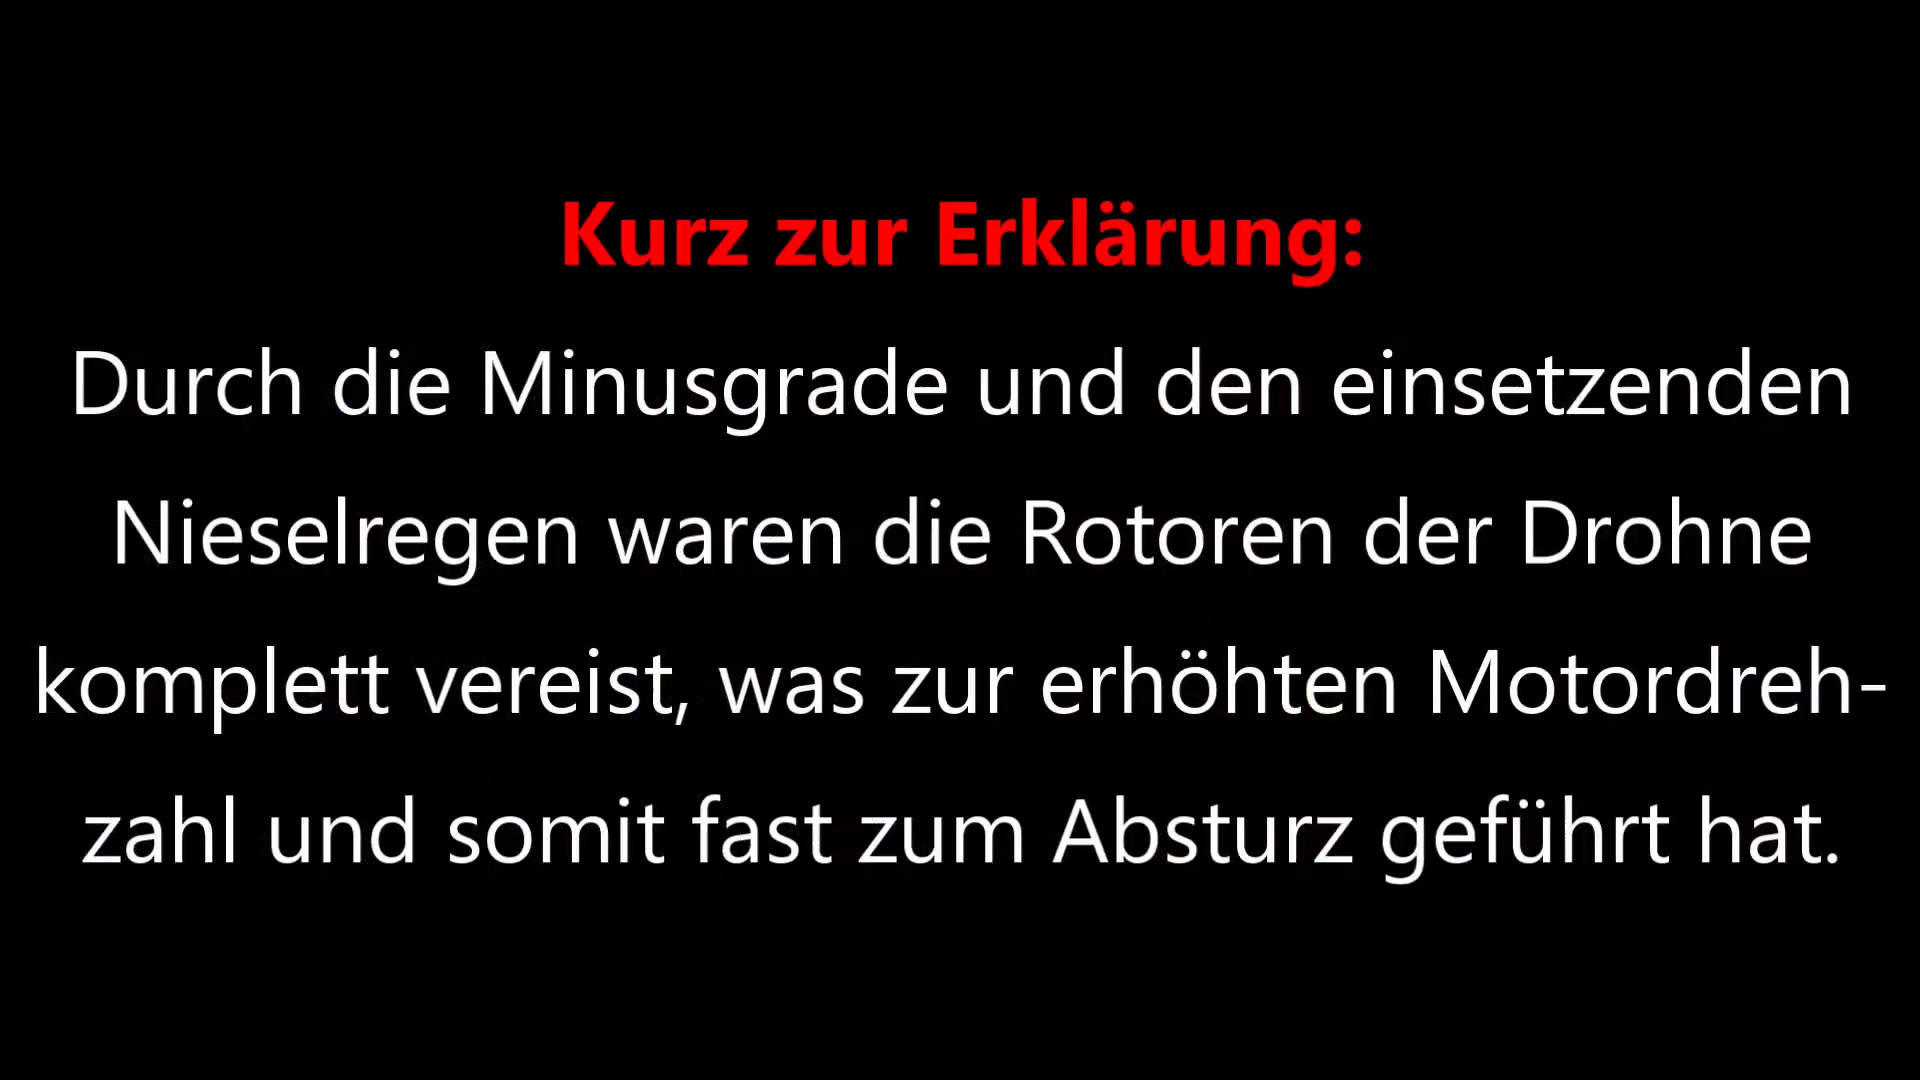 Kurz zur Erklärung:
Durch die Minusgrade und den einsetzenden
Nieselregen waren die Rotoren der Drohne
komplett vereist, was zur erhöhten Motordreh-
zahl und somit fast zum Absturz geführt hat.